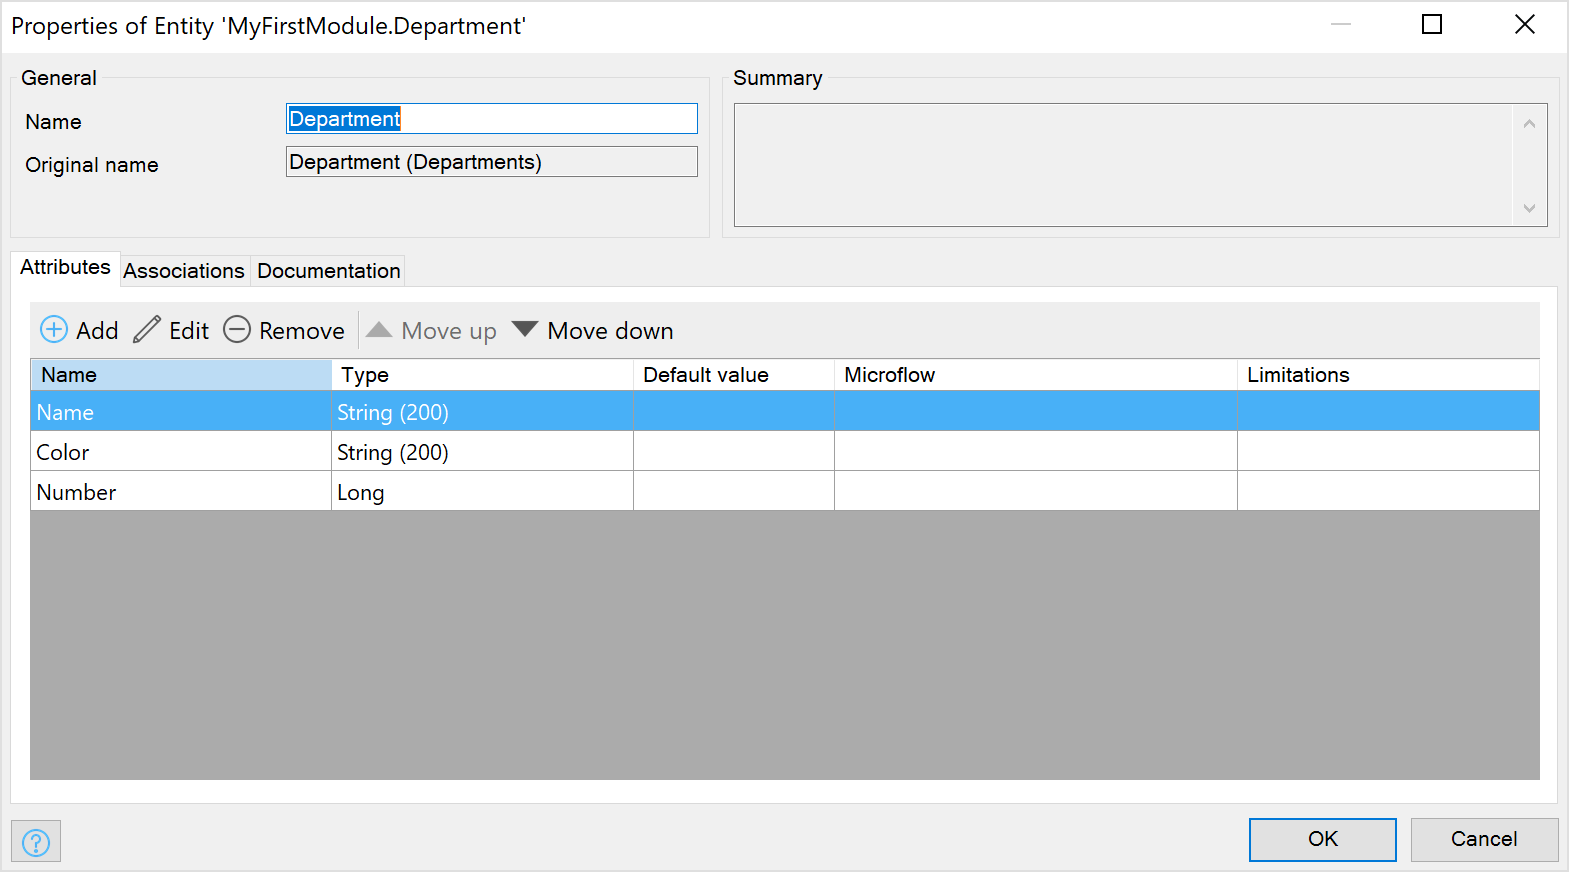 Properties of Entity 'MyFirstModule.Department'
General
Name
Department
Original name
Department (Departments)
Summary
Attributes Associations Documentation
Add Edit Remove Move up Move down
Name Type Default value Microflow Limitations
Name String (200)
Color String (200)
Number Long
?
OK Cancel